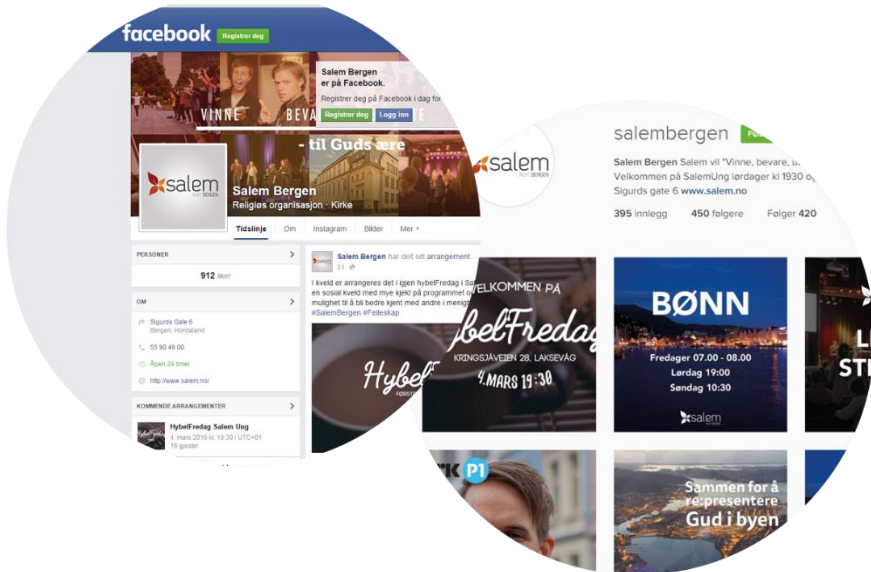 facebook
Registrer deg
Salem Bergen
er på Facebook.
Registrer deg på Facebook i dag for
Registrer deg
Logg inn
VINNE
- til Guds ære
salem
Salem Bergen
Religiøs organisasjon · Kirke
Tidslinje
Om
Instagram
Bilder
Mer
PERSONER
912 liker
OM
Sigurds Gate 6
Bergen, Hordaland
55 90 48 00
Åpen 24 timer
http://www.salem.no/
KOMMENDE ARRANGEMENTER
HybelFredag Salem Ung
4. mars 2016 kl. 19:30 i UTC+01
16 gjester
Salem Bergen har delt sitt arrangement.
3 t ·
I kveld er arrangeres det i igjen hybelFredag i
en sosial kveld med mye kjekt på programmet
mulighet til å bli bedre kjent med andre i
#SalemBergen #Felleskap
salembergen
Salem Bergen Salem vil "Vinne, bevare,
Velkommen på SalemUng lørdager kl 1930
Sigurds gate 6 www.salem.no
395 innlegg
450 følgere
Følger 420
salem
VELKOMMEN PÅ
KRINGSJÅVEIEN 28, LAKSEVÅG
4.MARS 19:30
BØNN
Fredager 07.00 - 08.00
Lørdag 19:00
Søndag 10:30
salem
P1
Sammen for å
re:presentere
Gud i byen